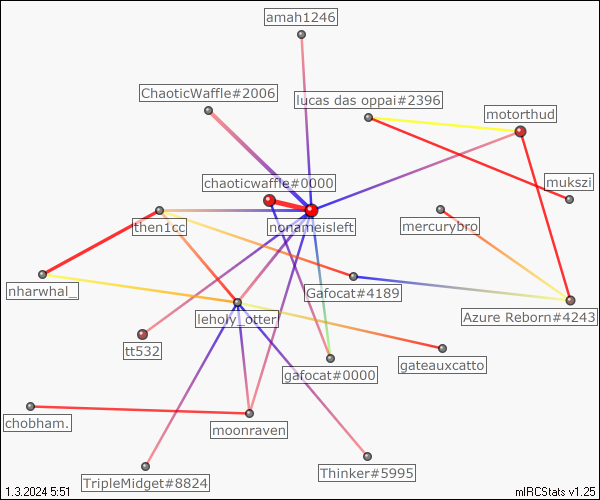 amah1246
ChaoticWaffle#2006
lucas das oppai#2396
motorthud
chaoticwaffle#0000
mukszi
then1cc
nonameisleft
mercurybro
nharwhal_
Gafocat#4189
leholy_otter
Azure Reborn#4243
tt532
gafocat#0000
gateauxcatto
chobham.
moonraven
TripleMidget#8824
Thinker#5995
1.3.2024 5:51
mIRCStats v1.25